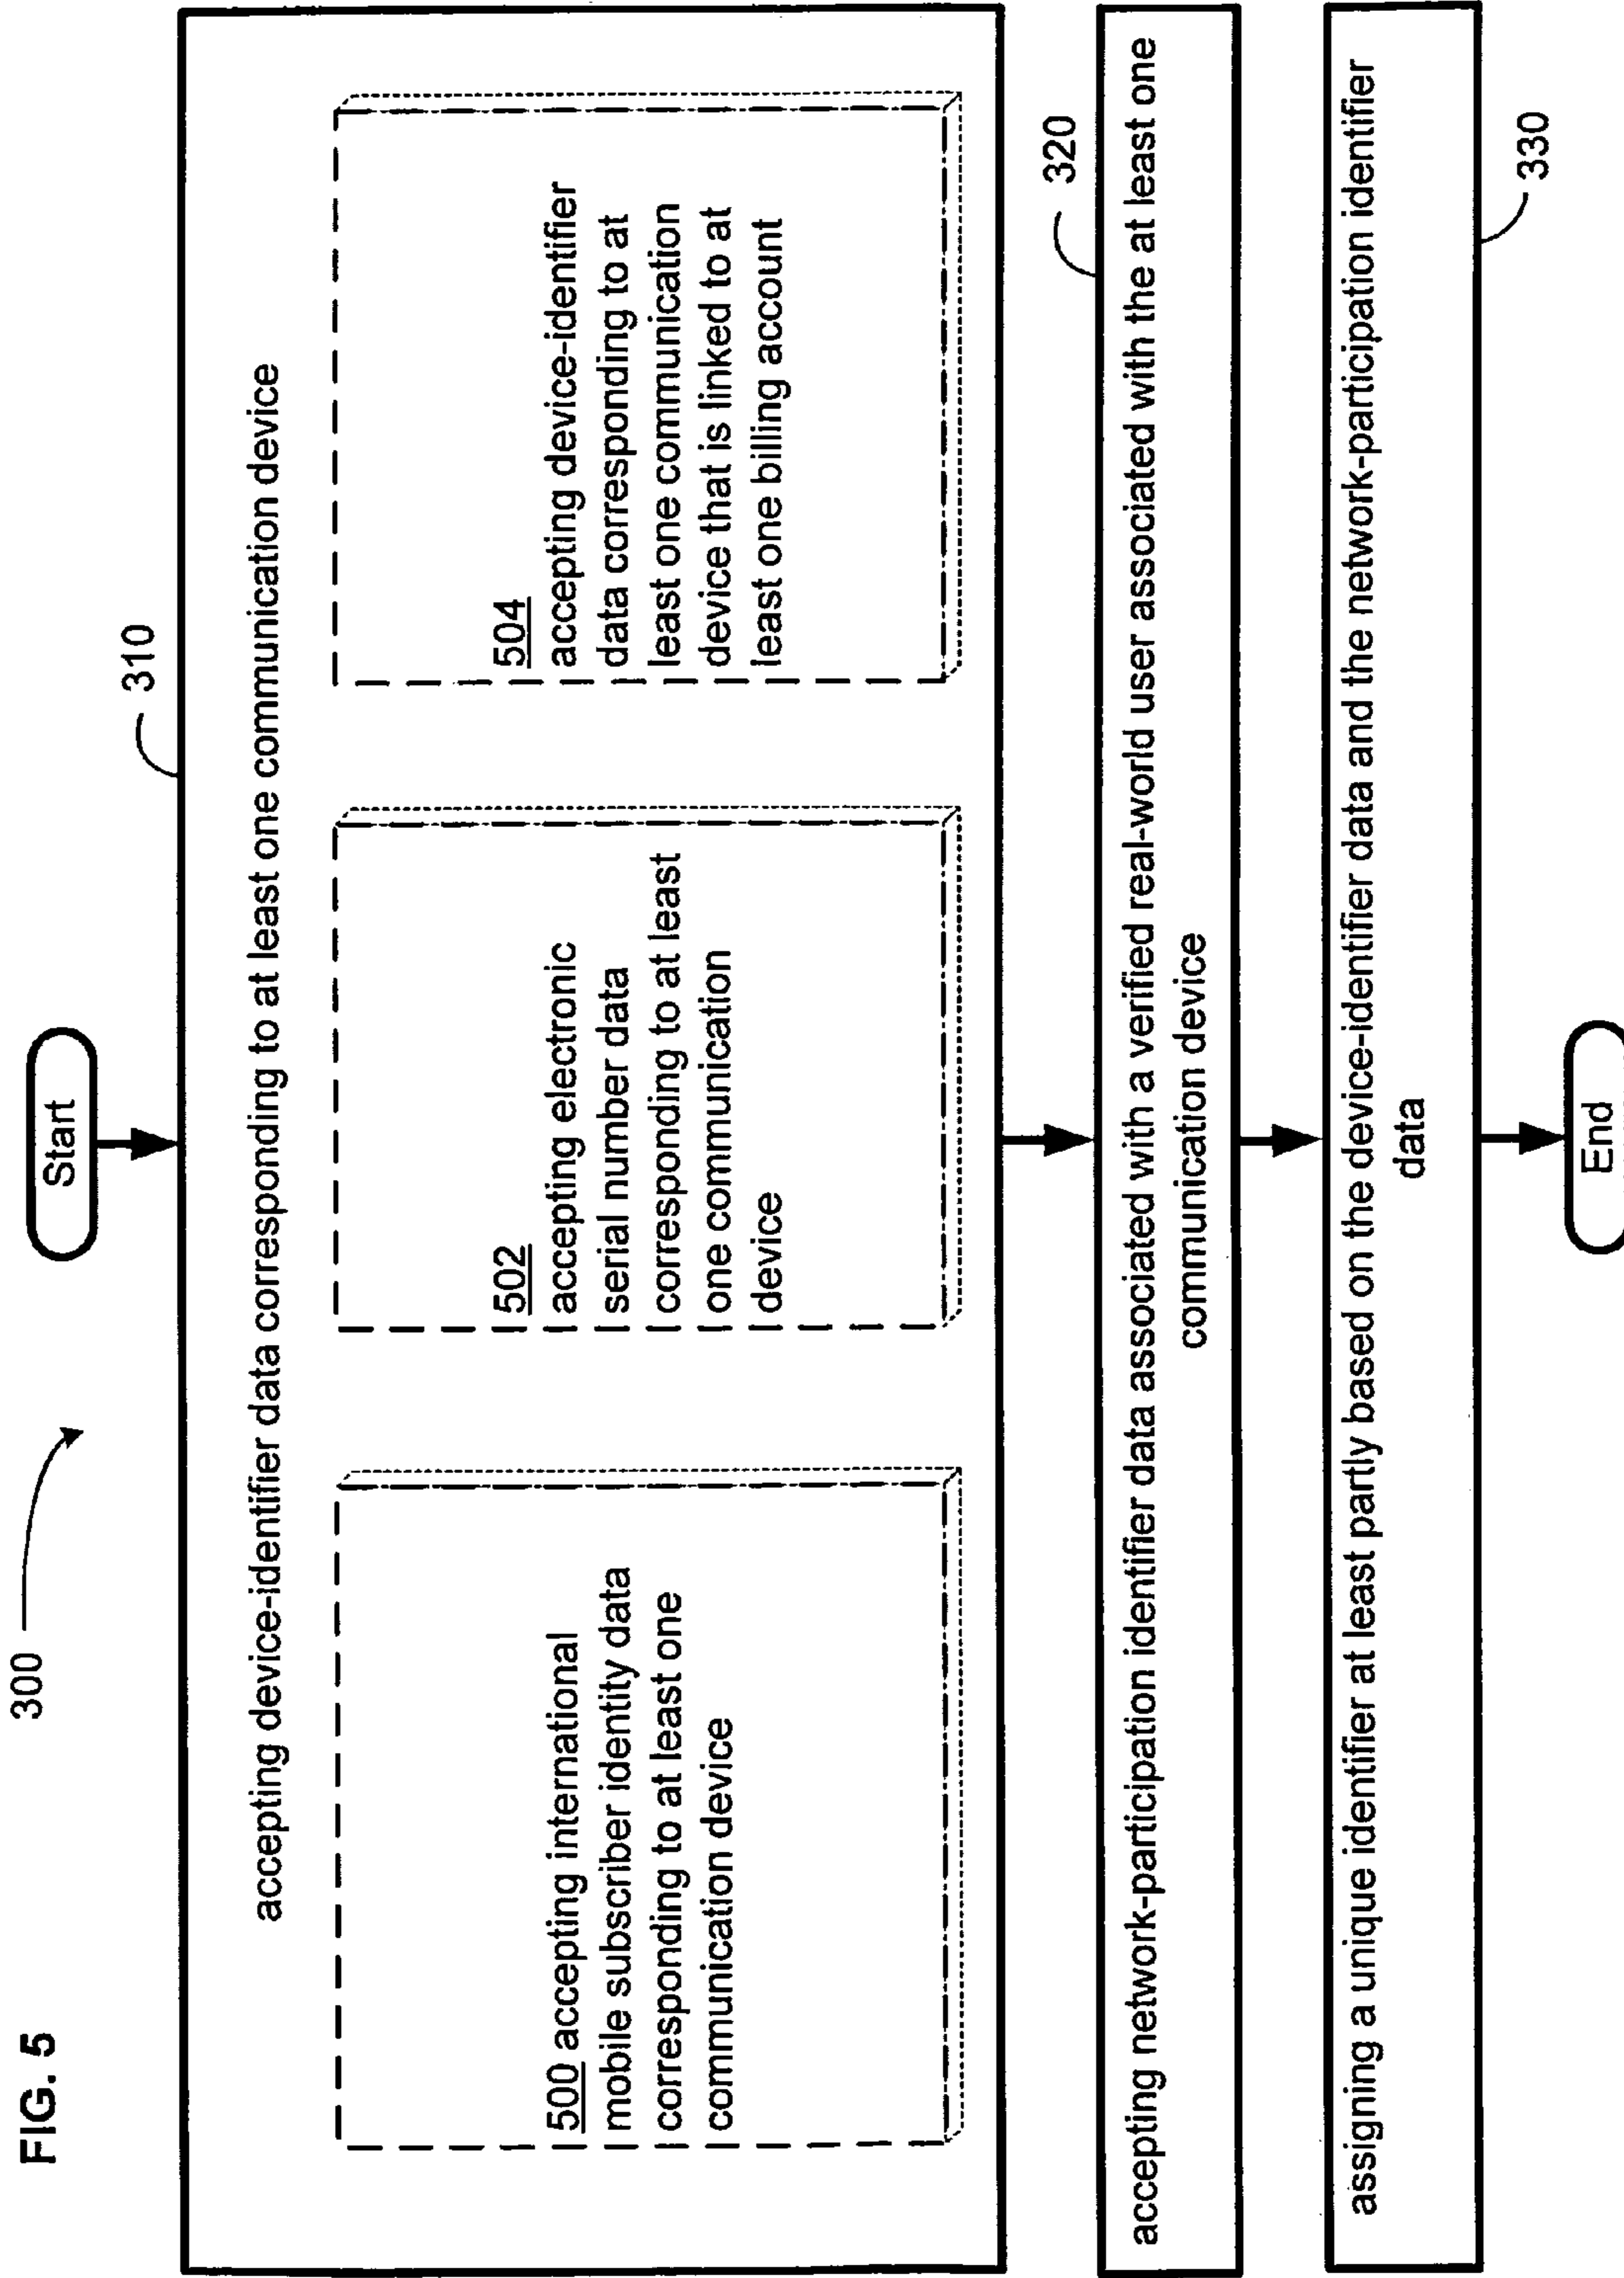 FIG. 5
300
Start
310
accepting device-identifier data corresponding to at least one communication device
500 accepting international
mobile subscriber identity data
corresponding to at least one
communication device
502
accepting electronic
serial number data
corresponding to at least
one communication
device
504
accepting device-identifier
data corresponding to at
least one communication
device that is linked to at
least one billing account
320
accepting network-participation identifier data associated with a verified real-world user associated with the at least one
communication device
assigning a unique identifier at least partly based on the device-identifier data and the network-participation identifier
data
330
End